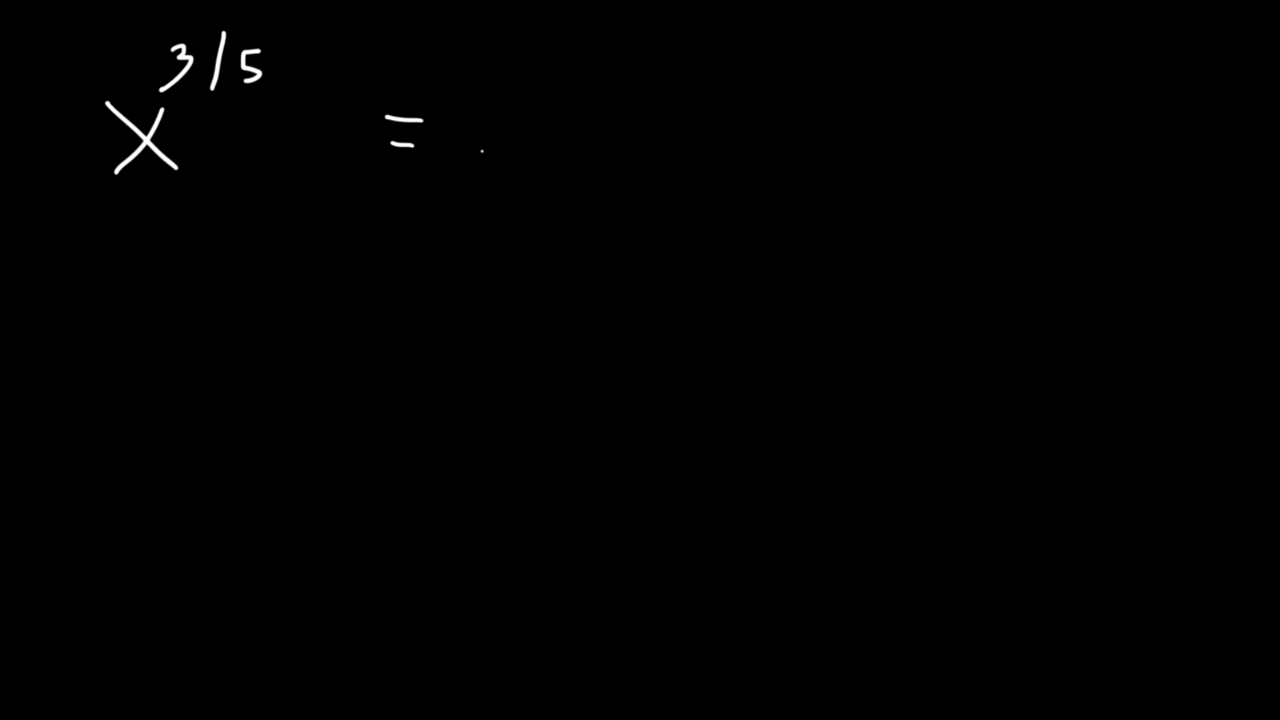 x^{3/5} =